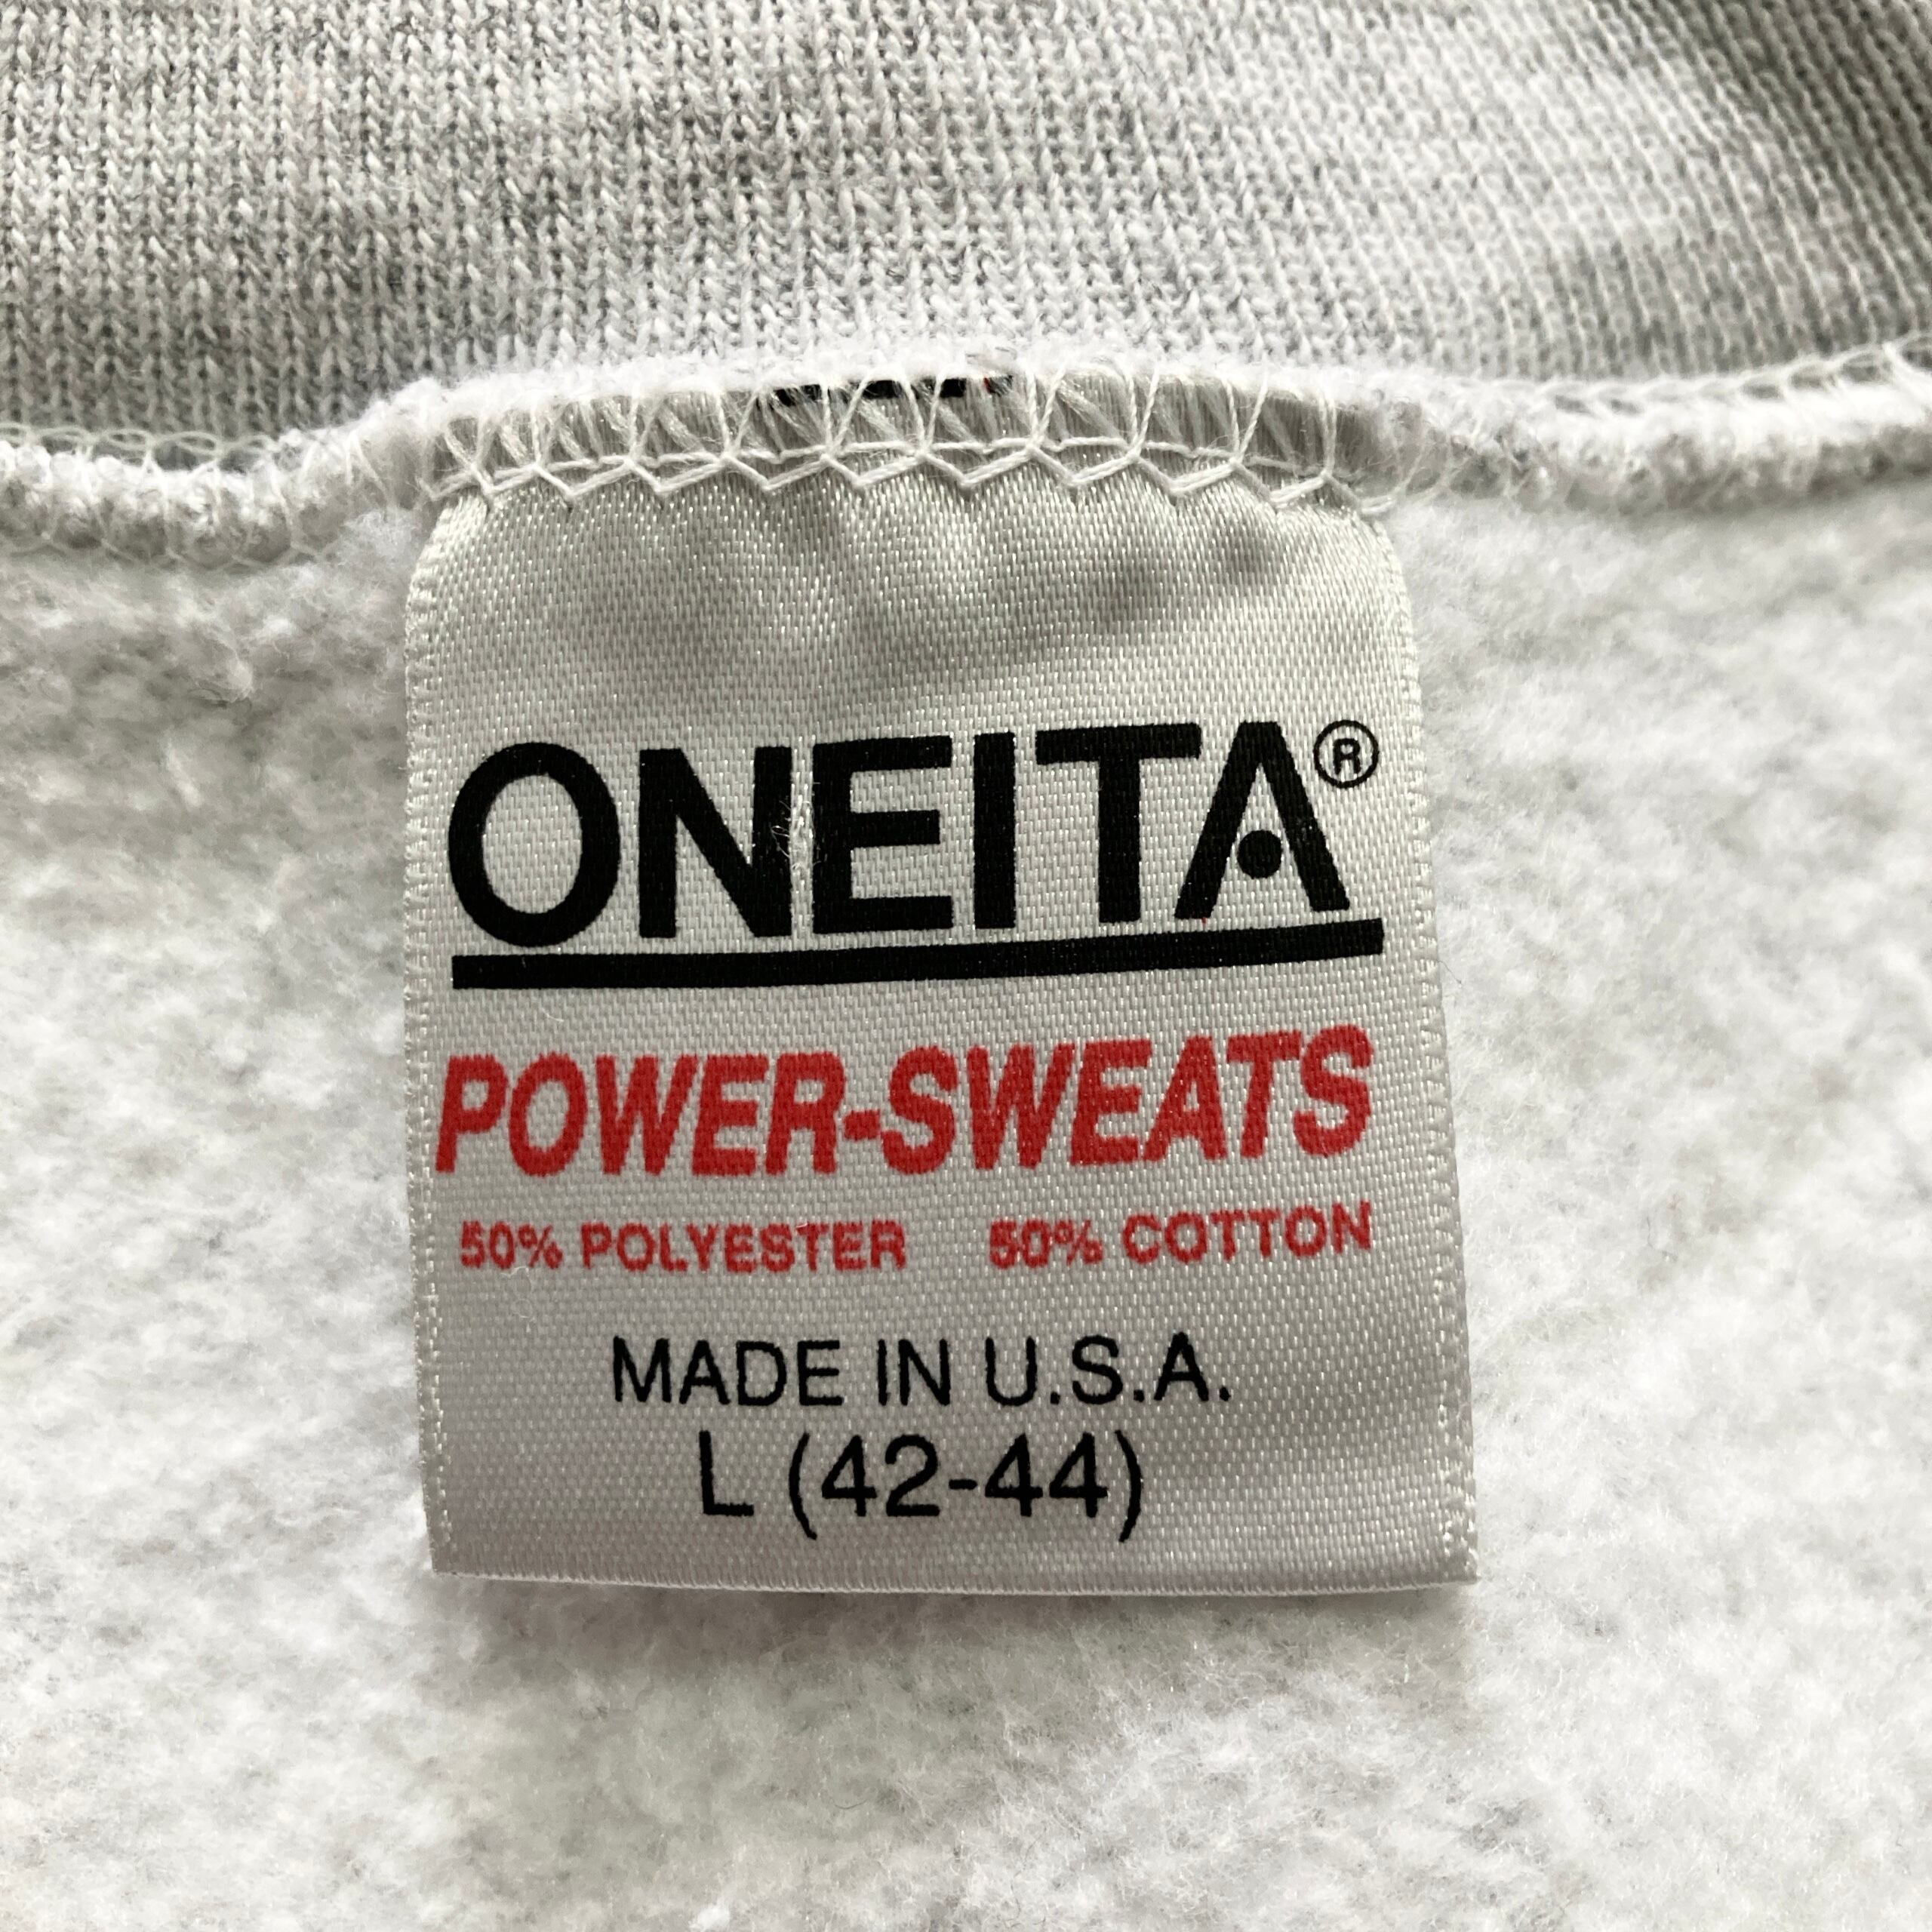 ONEITA®
POWER-SWEATS
50% POLYESTER 50% COTTON
MADE IN U.S.A.
L (42-44)